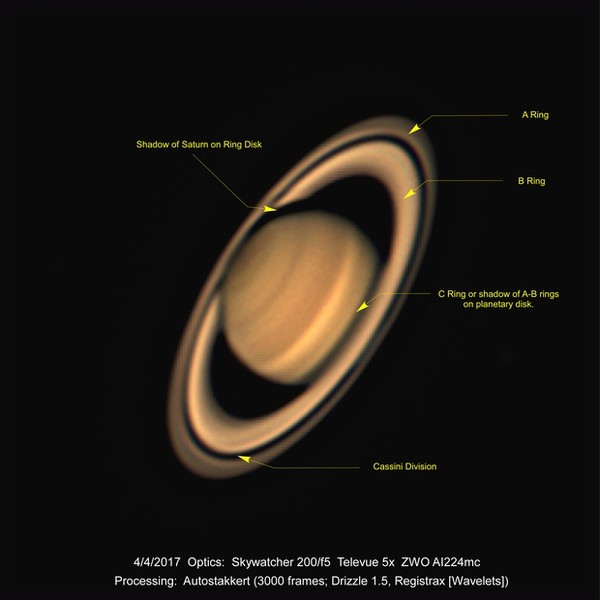 A Ring
Shadow of Saturn on Ring Disk
B Ring
C Ring or shadow of A-B rings
on planetary disk.
Cassini Division
4/4/2017 Optics: Skywatcher 200/f5 Televue 5x ZWO AI224mc
Processing: Autostakkert (3000 frames; Drizzle 1.5, Registrax [Wavelets])